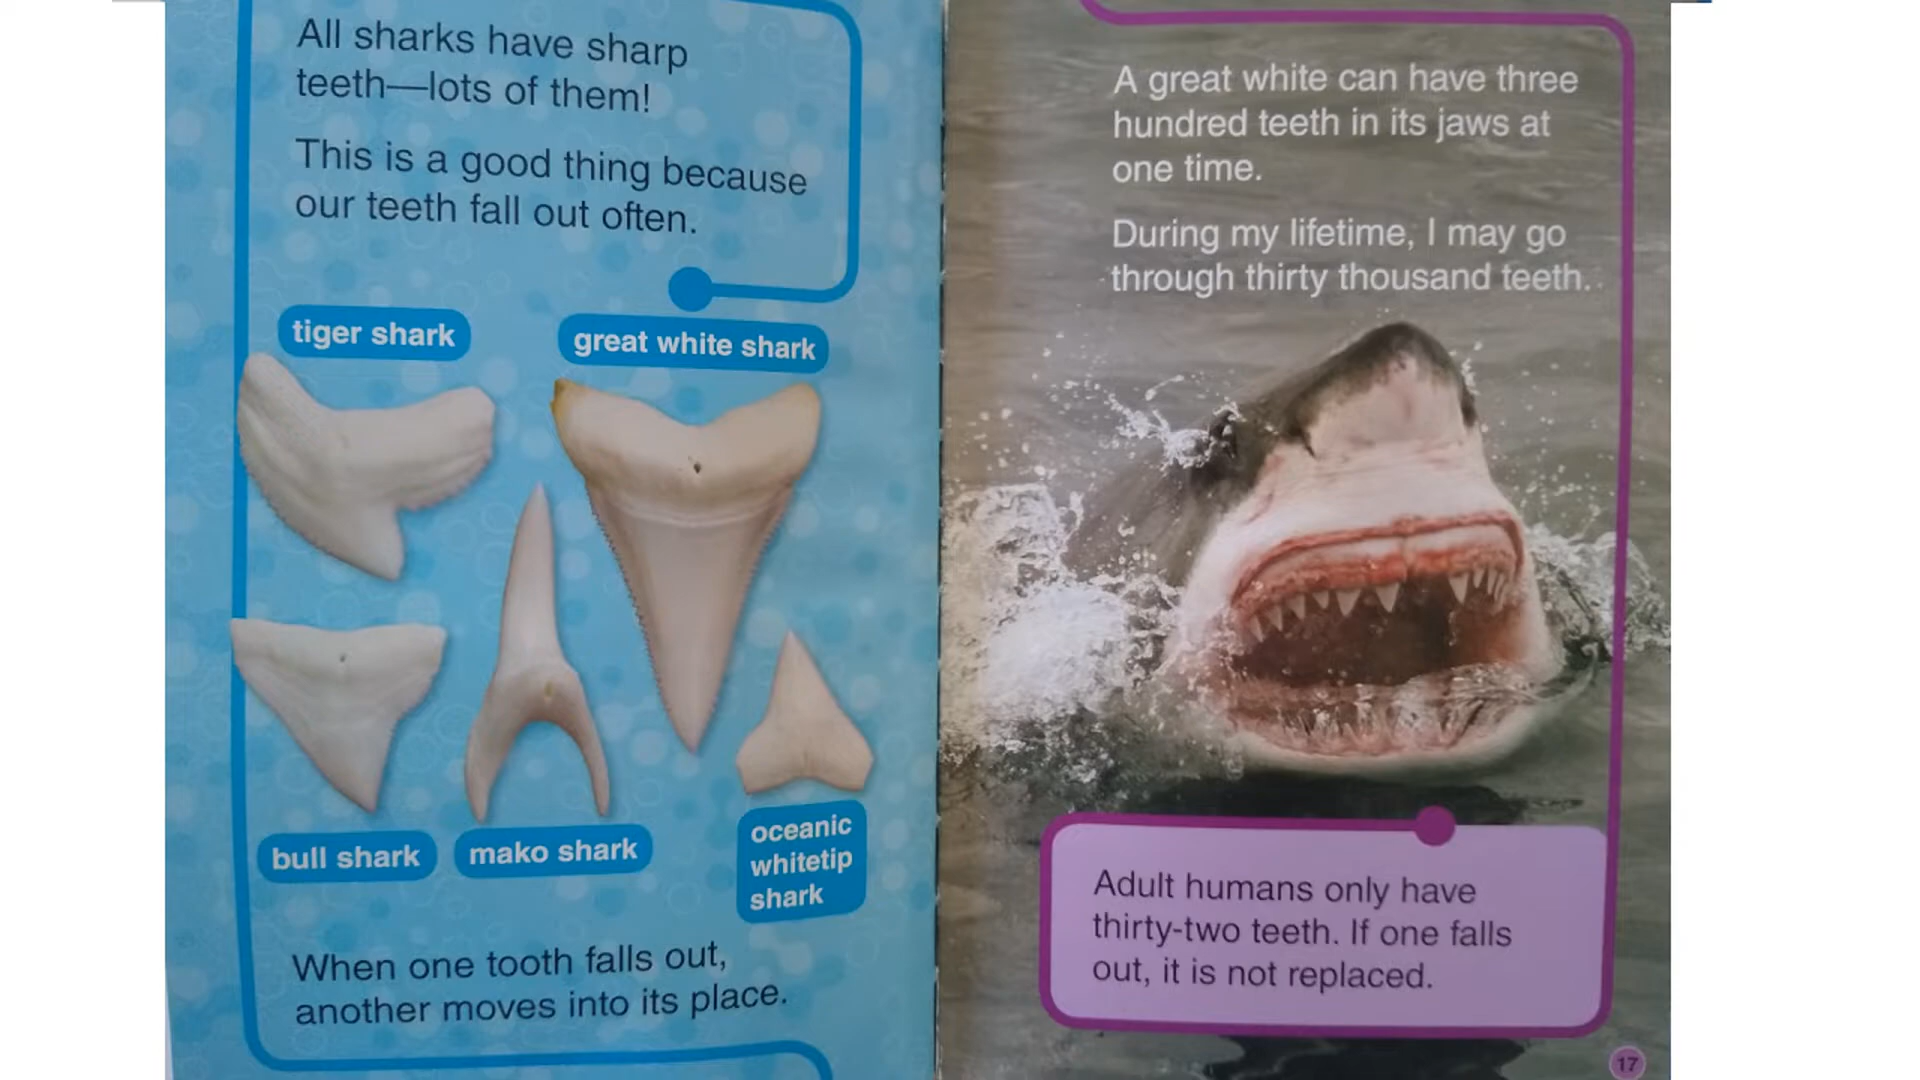 All sharks have sharp
teeth—lots of them!
This is a good thing because
our teeth fall out often.
tiger shark
great white shark
bull shark
mako shark
oceanic
whitetip
shark
When one tooth falls out,
another moves into its place.
A great white can have three
hundred teeth in its jaws at
one time.
During my lifetime, I may go
through thirty thousand teeth.
Adult humans only have
thirty-two teeth. If one falls
out, it is not replaced.
17